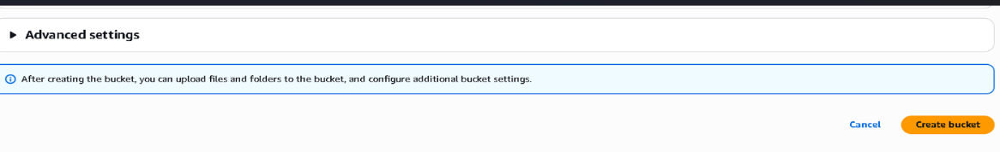 Advanced settings
After creating the bucket, you can upload files and folders to the bucket, and configure additional bucket settings.
Cancel
Create bucket